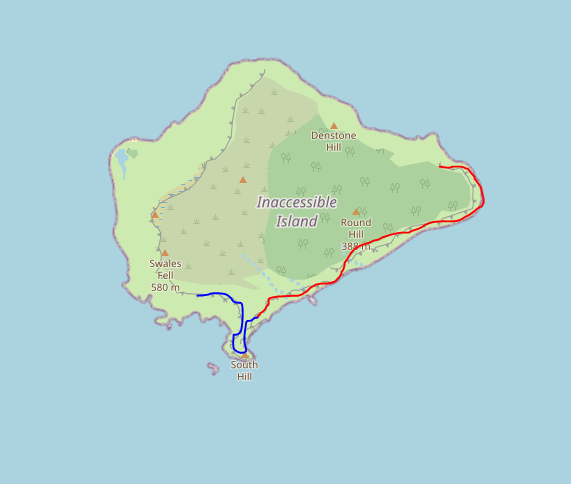 Denstone
Hill
Inaccessible
Island
Round
Hill
388 m
Swales
Fell
580 m
South
Hill